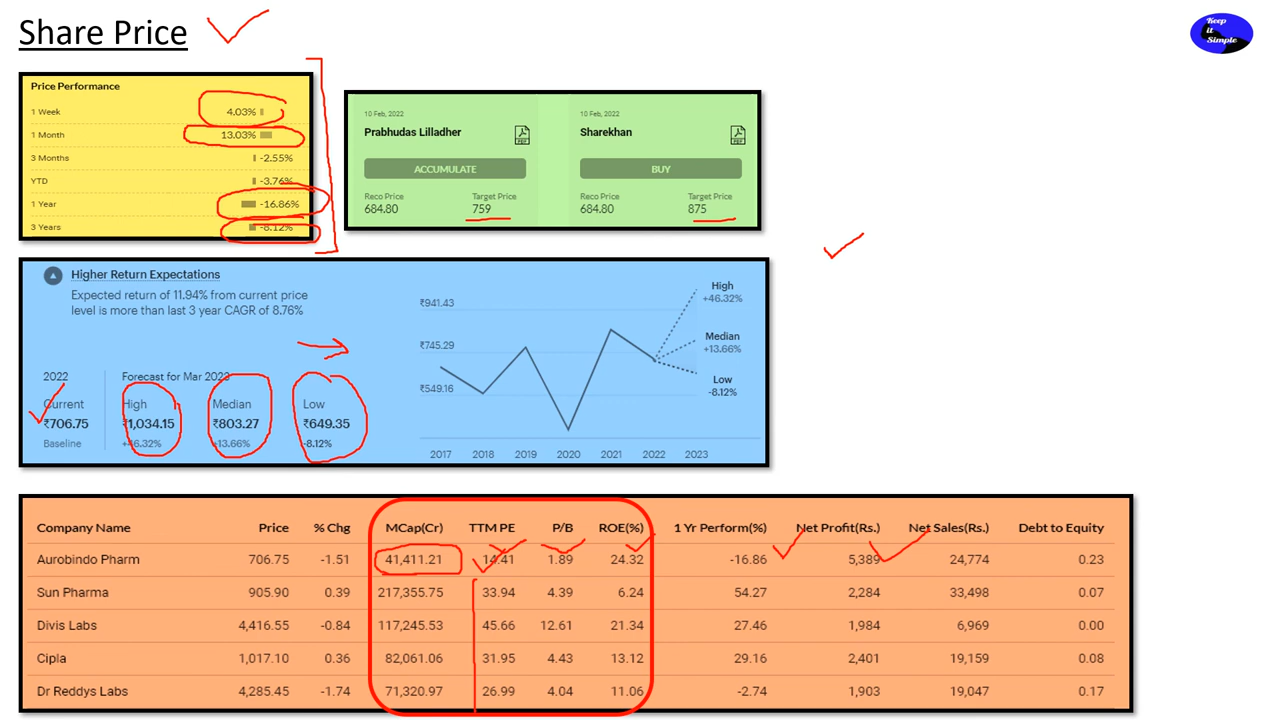 Share Price
Keep
it
Simple
Price Performance
1 Week 4.03%
1 Month 13.03%
3 Months -2.55%
YTD -3.76%
1 Year -16.86%
3 Years -8.12%
10 Feb, 2022
Prabhudas Lilladher
PDF
ACCUMULATE
Reco Price Target Price
684.80 759
10 Feb, 2022
Sharekhan
PDF
BUY
Reco Price Target Price
684.80 875
Higher Return Expectations
Expected return of 11.94% from current price
level is more than last 3 year CAGR of 8.76%
2022 Forecast for Mar 2023
Current High Median Low
₹706.75 ₹1,034.15 ₹803.27 ₹649.35
Baseline +46.32% +13.66% -8.12%
₹941.43
₹745.29
₹549.16
High
+46.32%
Median
+13.66%
Low
-8.12%
2017 2018 2019 2020 2021 2022 2023
Company Name Price % Chg MCap(Cr) TTM PE P/B ROE(%) 1 Yr Perform(%) Net Profit(Rs.) Net Sales(Rs.) Debt to Equity
Aurobindo Pharm 706.75 -1.51 41,411.21 14.41 1.89 24.32 -16.86 5,389 24,774 0.23
Sun Pharma 905.90 0.39 217,355.75 33.94 4.39 6.24 54.27 2,284 33,498 0.07
Divis Labs 4,416.55 -0.84 117,245.53 45.66 12.61 21.34 27.46 1,984 6,969 0.00
Cipla 1,017.10 0.36 82,061.06 31.95 4.43 13.12 29.16 2,401 19,159 0.08
Dr Reddys Labs 4,285.45 -1.74 71,320.97 26.99 4.04 11.06 -2.74 1,903 19,047 0.17